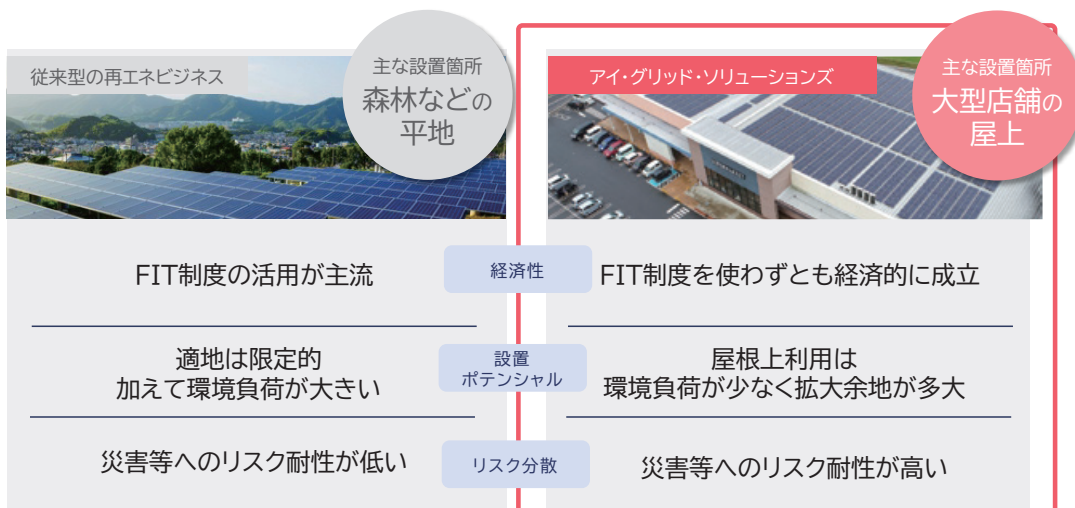 従来型の再エネビジネス
主な設置箇所
森林などの
平地
アイ・グリッド・ソリューションズ
主な設置箇所
大型店舗の
屋上
FIT制度の活用が主流
経済性
FIT制度を使わずとも経済的に成立
適地は限定的
加えて環境負荷が大きい
設置
ポテンシャル
屋根上利用は
環境負荷が少なく拡大余地が多大
災害等へのリスク耐性が低い
リスク分散
災害等へのリスク耐性が高い